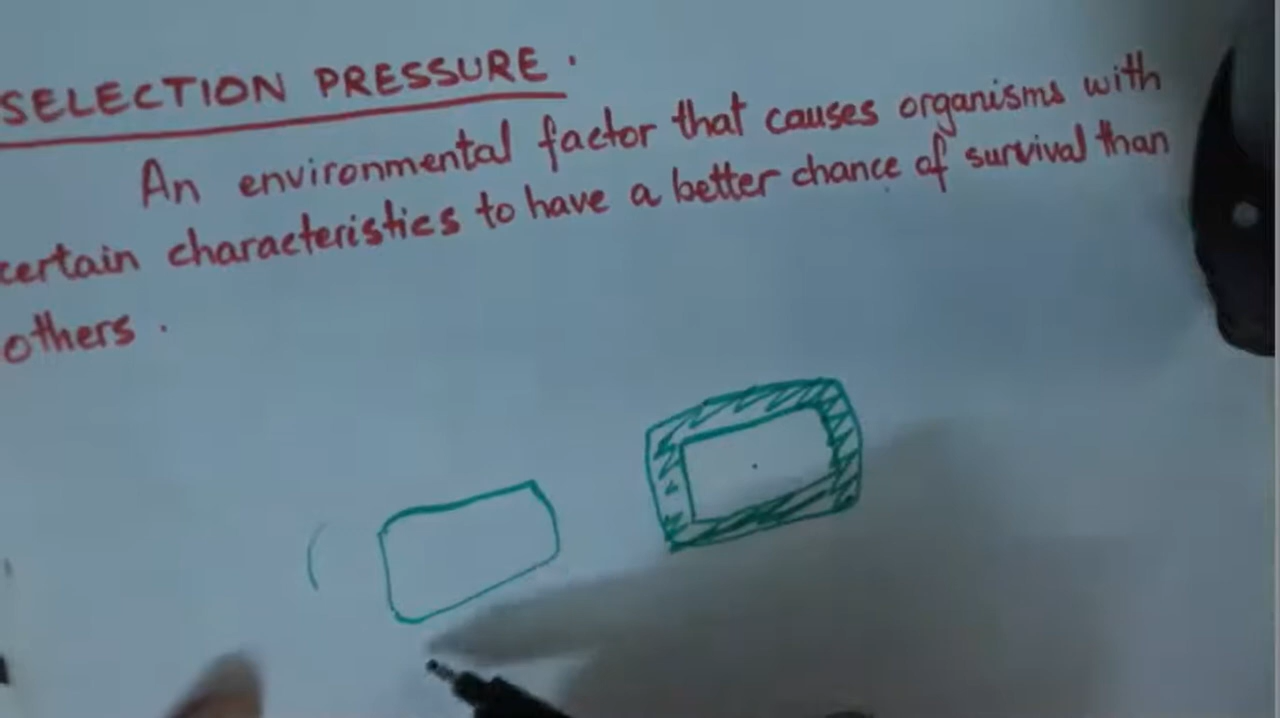 SELECTION PRESSURE.
An environmental factor that causes organisms with
certain characteristics to have a better chance of survival than
others.